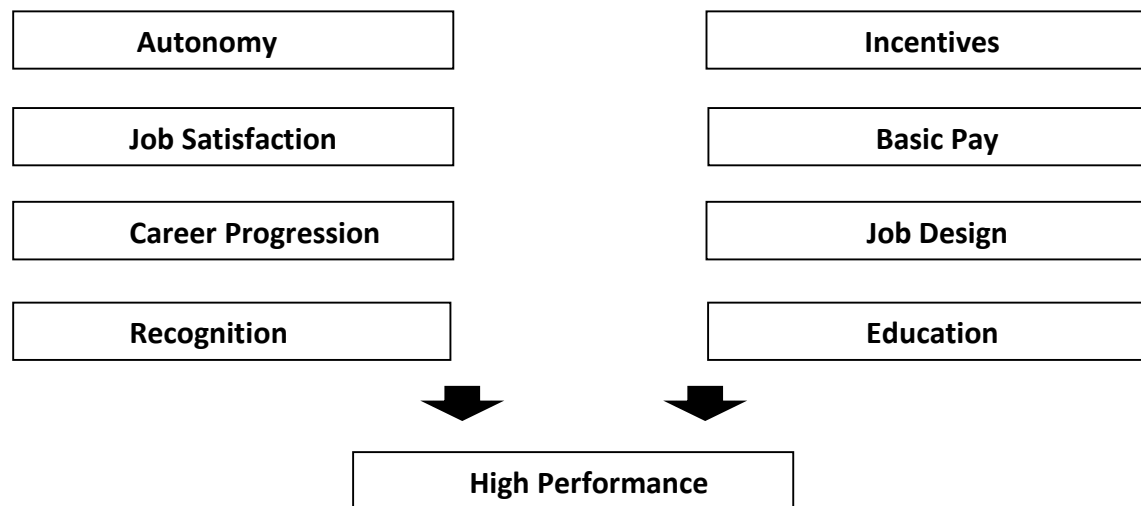 Autonomy
Incentives
Job Satisfaction
Basic Pay
Career Progression
Job Design
Recognition
Education
High Performance